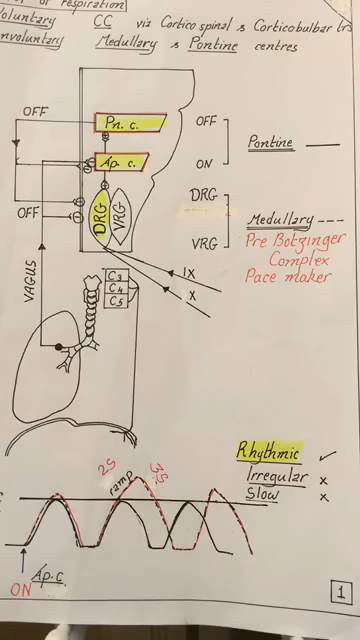 of respiration
Voluntary CC via Cortico spinal & Corticobulbar trs
Involuntary Medullary & Pontine centres
OFF
Pn. c.
OFF
Pontine
Ap. c.
ON
DRG
DRG
VRG
OFF
Medullary
VRG
Pre Botzinger
Complex
Pace maker
VAGUS
IX
X
C3
C4
C5
Rhythmic ✓
Irregular x
Slow x
2S
ramp
3S
Ap. c.
ON
1